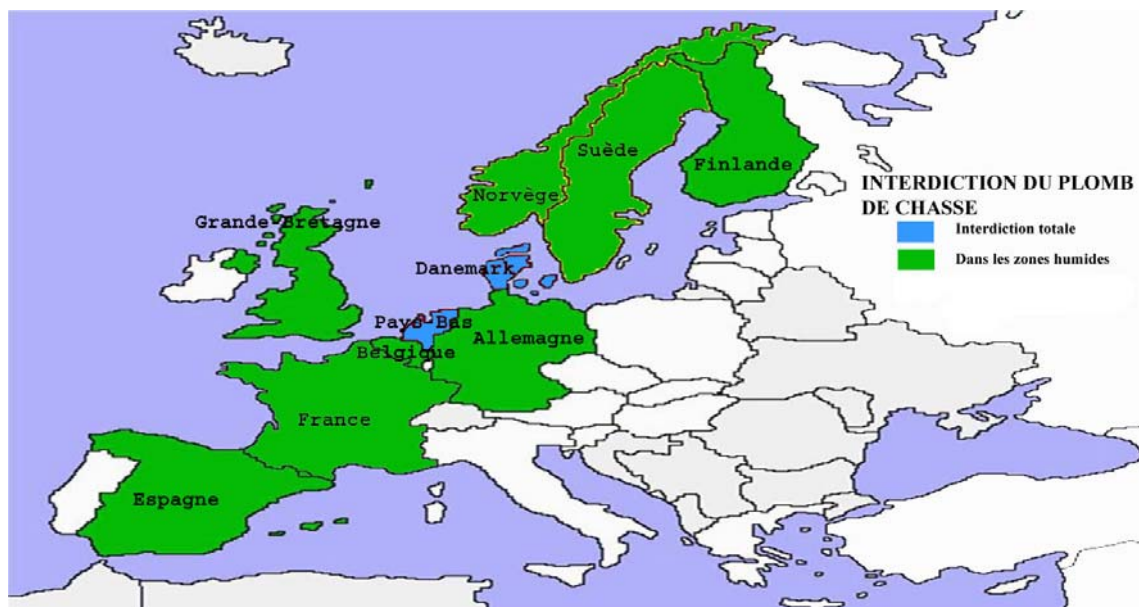 Suède
Finlande
Norvège
INTERDICTION DU PLOMB
DE CHASSE
Grande-Bretagne
Interdiction totale
Dans les zones humides
Danemark
Pays-Bas
Allemagne
Belgique
France
Espagne